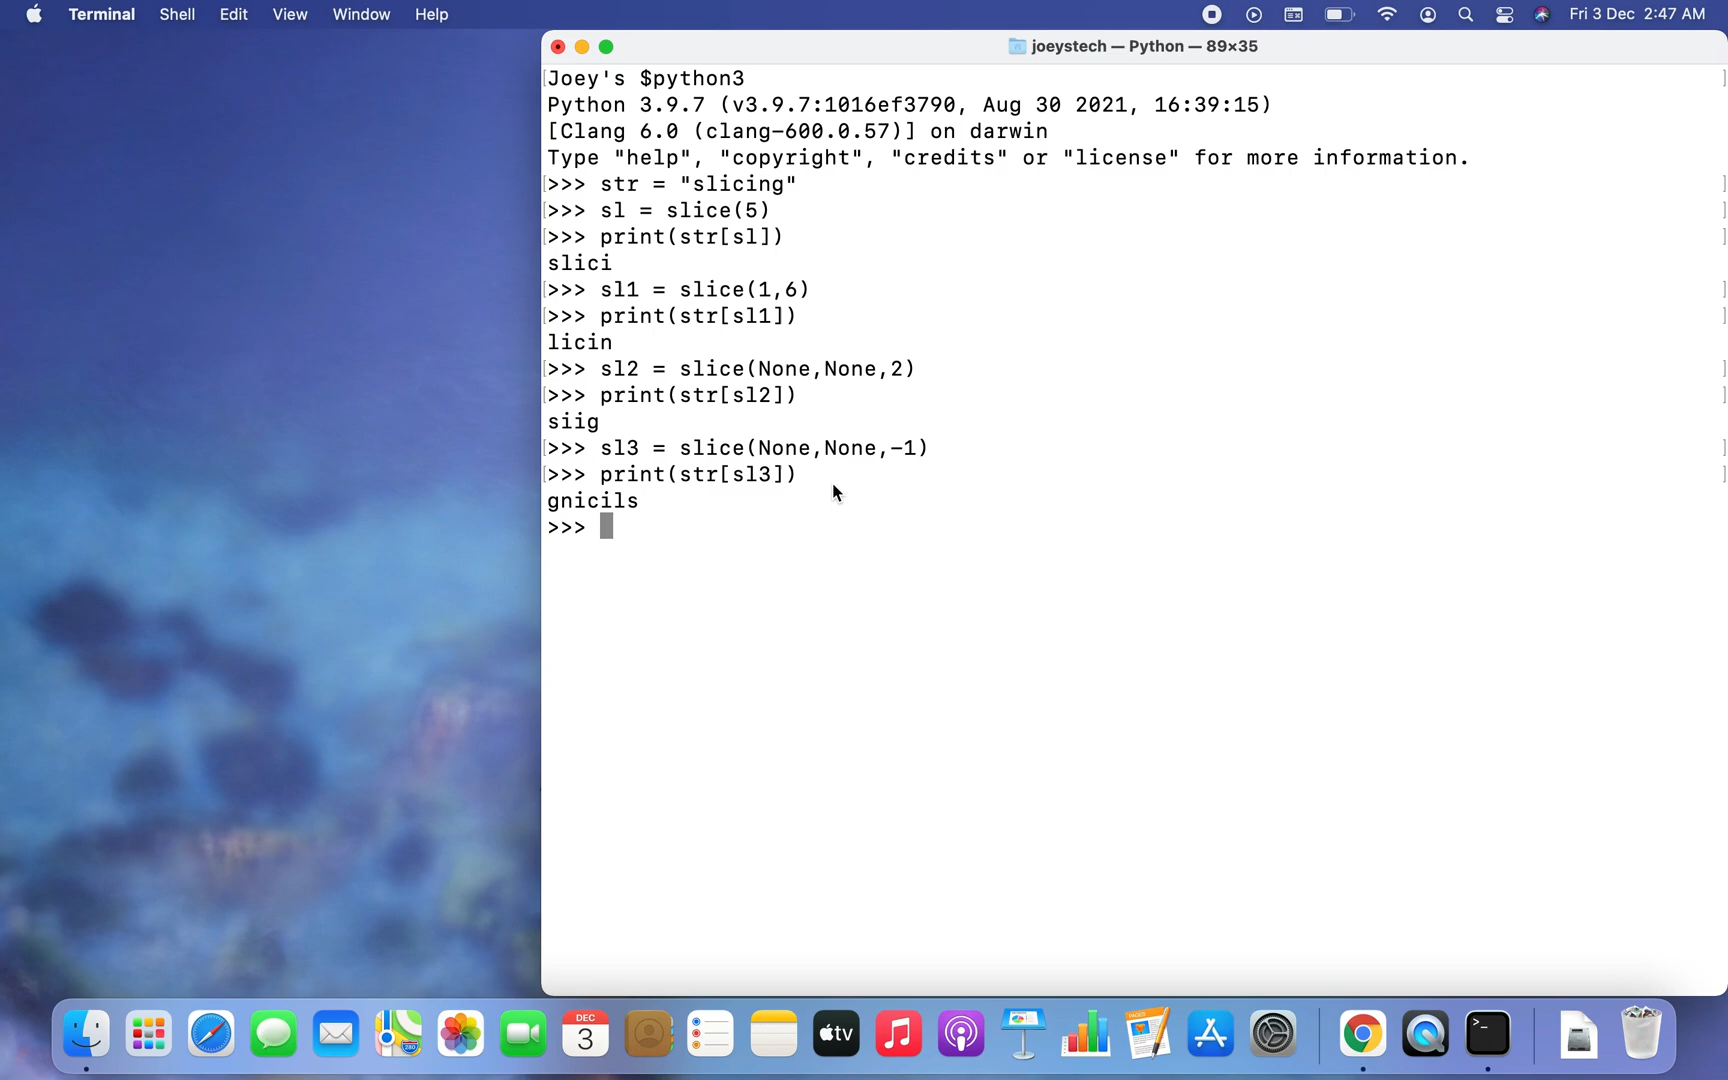 Terminal Shell Edit View Window Help Fri 3 Dec 2:47 AM
joeystech — Python — 89×35
[Joey's $python3 ]
Python 3.9.7 (v3.9.7:1016ef3790, Aug 30 2021, 16:39:15)
[Clang 6.0 (clang-600.0.57)] on darwin
Type "help", "copyright", "credits" or "license" for more information.
[>>> str = "slicing" ]
[>>> sl = slice(5) ]
[>>> print(str[sl]) ]
slici
[>>> sl1 = slice(1,6) ]
[>>> print(str[sl1]) ]
licin
[>>> sl2 = slice(None,None,2) ]
[>>> print(str[sl2]) ]
siig
[>>> sl3 = slice(None,None,-1) ]
[>>> print(str[sl3]) ]
gnicils
>>>
DEC
3
tv
>_
280
PAGES